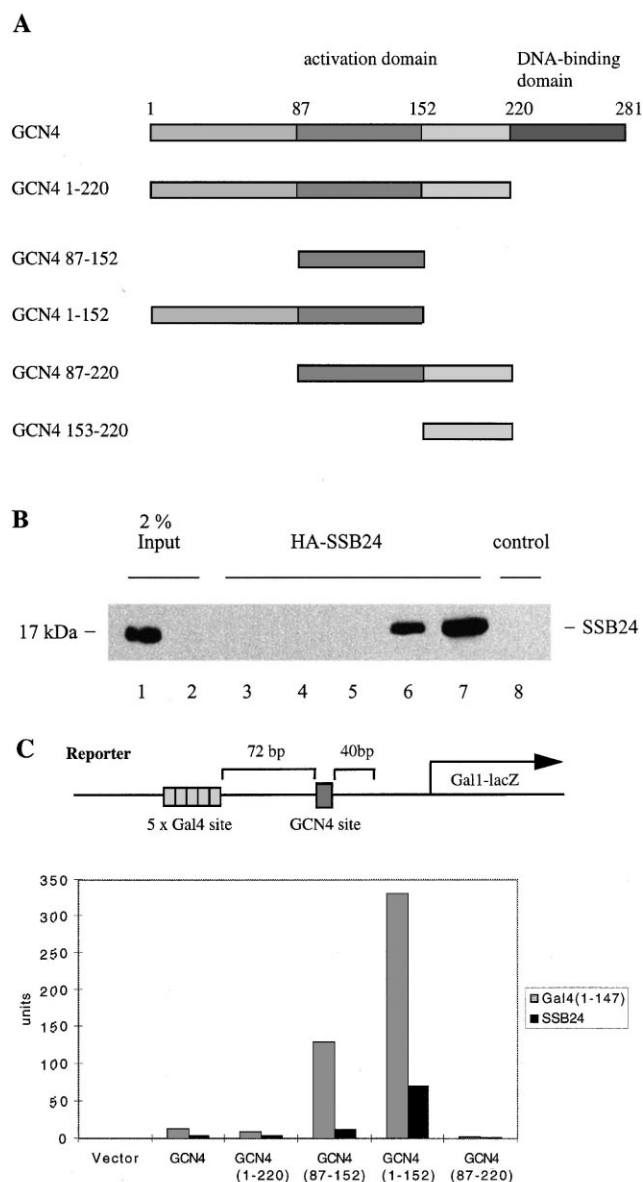 A
activation domain DNA-binding
domain
1 87 152 220 281
GCN4
GCN4 1-220
GCN4 87-152
GCN4 1-152
GCN4 87-220
GCN4 153-220
B
2 %
Input HA-SSB24 control
17 kDa – – SSB24
1 2 3 4 5 6 7 8
C
Reporter 72 bp 40bp
Gal1-lacZ
5 x Gal4 site GCN4 site
350
300
250
200
150
100
50
0
units
Gal4(1-147)
SSB24
Vector GCN4 GCN4 GCN4 GCN4 GCN4
(1-220) (87-152) (1-152) (87-220)